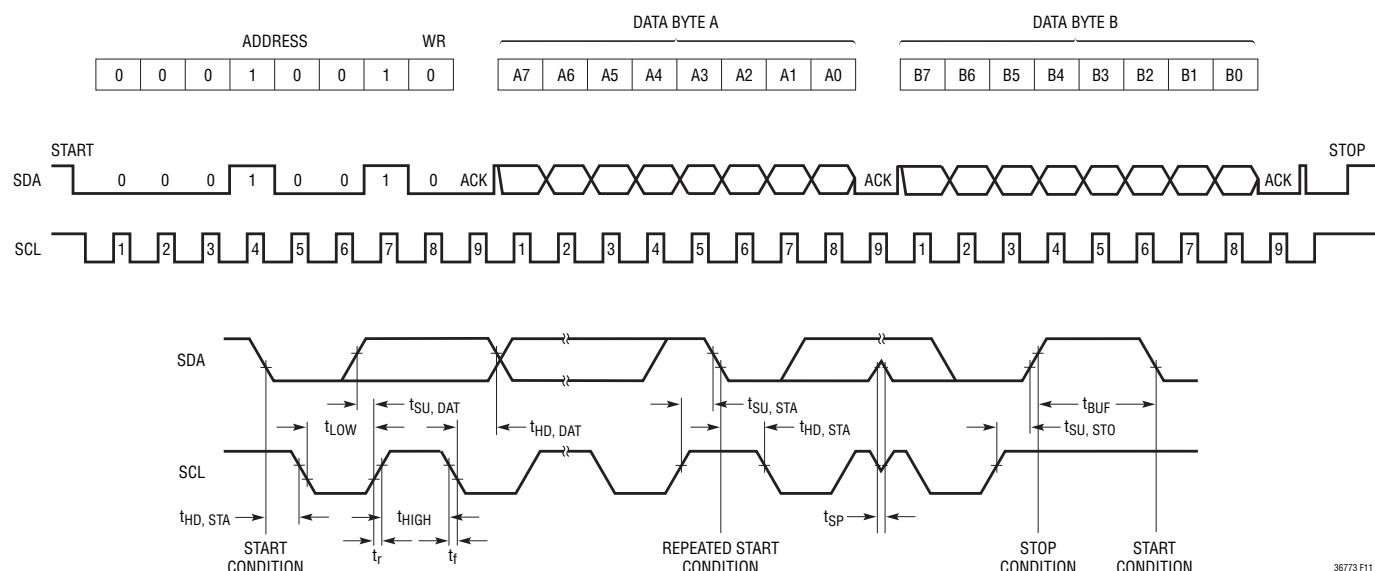 ADDRESS WR DATA BYTE A DATA BYTE B
0 0 0 1 0 0 1 0 A7 A6 A5 A4 A3 A2 A1 A0 B7 B6 B5 B4 B3 B2 B1 B0
START STOP
SDA 0 0 0 1 0 0 1 0 ACK ACK ACK
SCL 1 2 3 4 5 6 7 8 9 1 2 3 4 5 6 7 8 9 1 2 3 4 5 6 7 8 9
SDA
tSU, DAT tSU, STA tBUF
tLOW tHD, DAT tHD, STA tSU, STO
SCL
tHD, STA tHIGH tSP
tr tf
START CONDITION
REPEATED START CONDITION
STOP CONDITION
START CONDITION
36773 F11